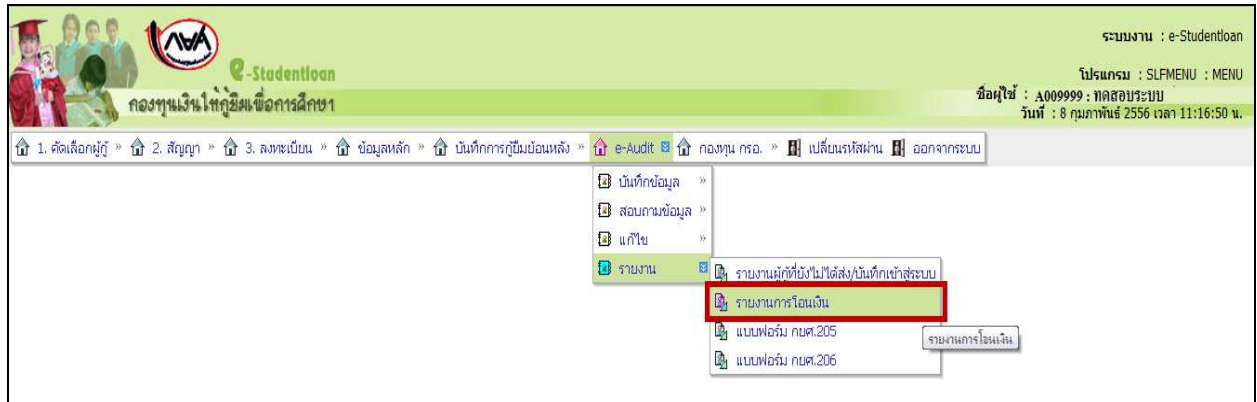 กยศ
e-Studentloan
กองทุนเงินให้กู้ยืมเพื่อการศึกษา
ระบบงาน : e-Studentloan
โปรแกรม : SLFMENU : MENU
ชื่อผู้ใช้ : A009999 : ทดสอบระบบ
วันที่ : 8 กุมภาพันธ์ 2556 เวลา 11:16:50 น.
1. คัดเลือกผู้กู้ » 2. สัญญา » 3. ลงทะเบียน » ข้อมูลหลัก » บันทึกการกู้ยืมย้อนหลัง » e-Audit กองทุน กรอ. » เปลี่ยนรหัสผ่าน ออกจากระบบ
บันทึกข้อมูล »
สอบถามข้อมูล »
แก้ไข »
รายงาน
รายงานผู้กู้ที่ยังไม่ได้ส่ง/บันทึกเข้าสู่ระบบ
รายงานการโอนเงิน
แบบฟอร์ม กยศ.205
รายงานการโอนเงิน
แบบฟอร์ม กยศ.206